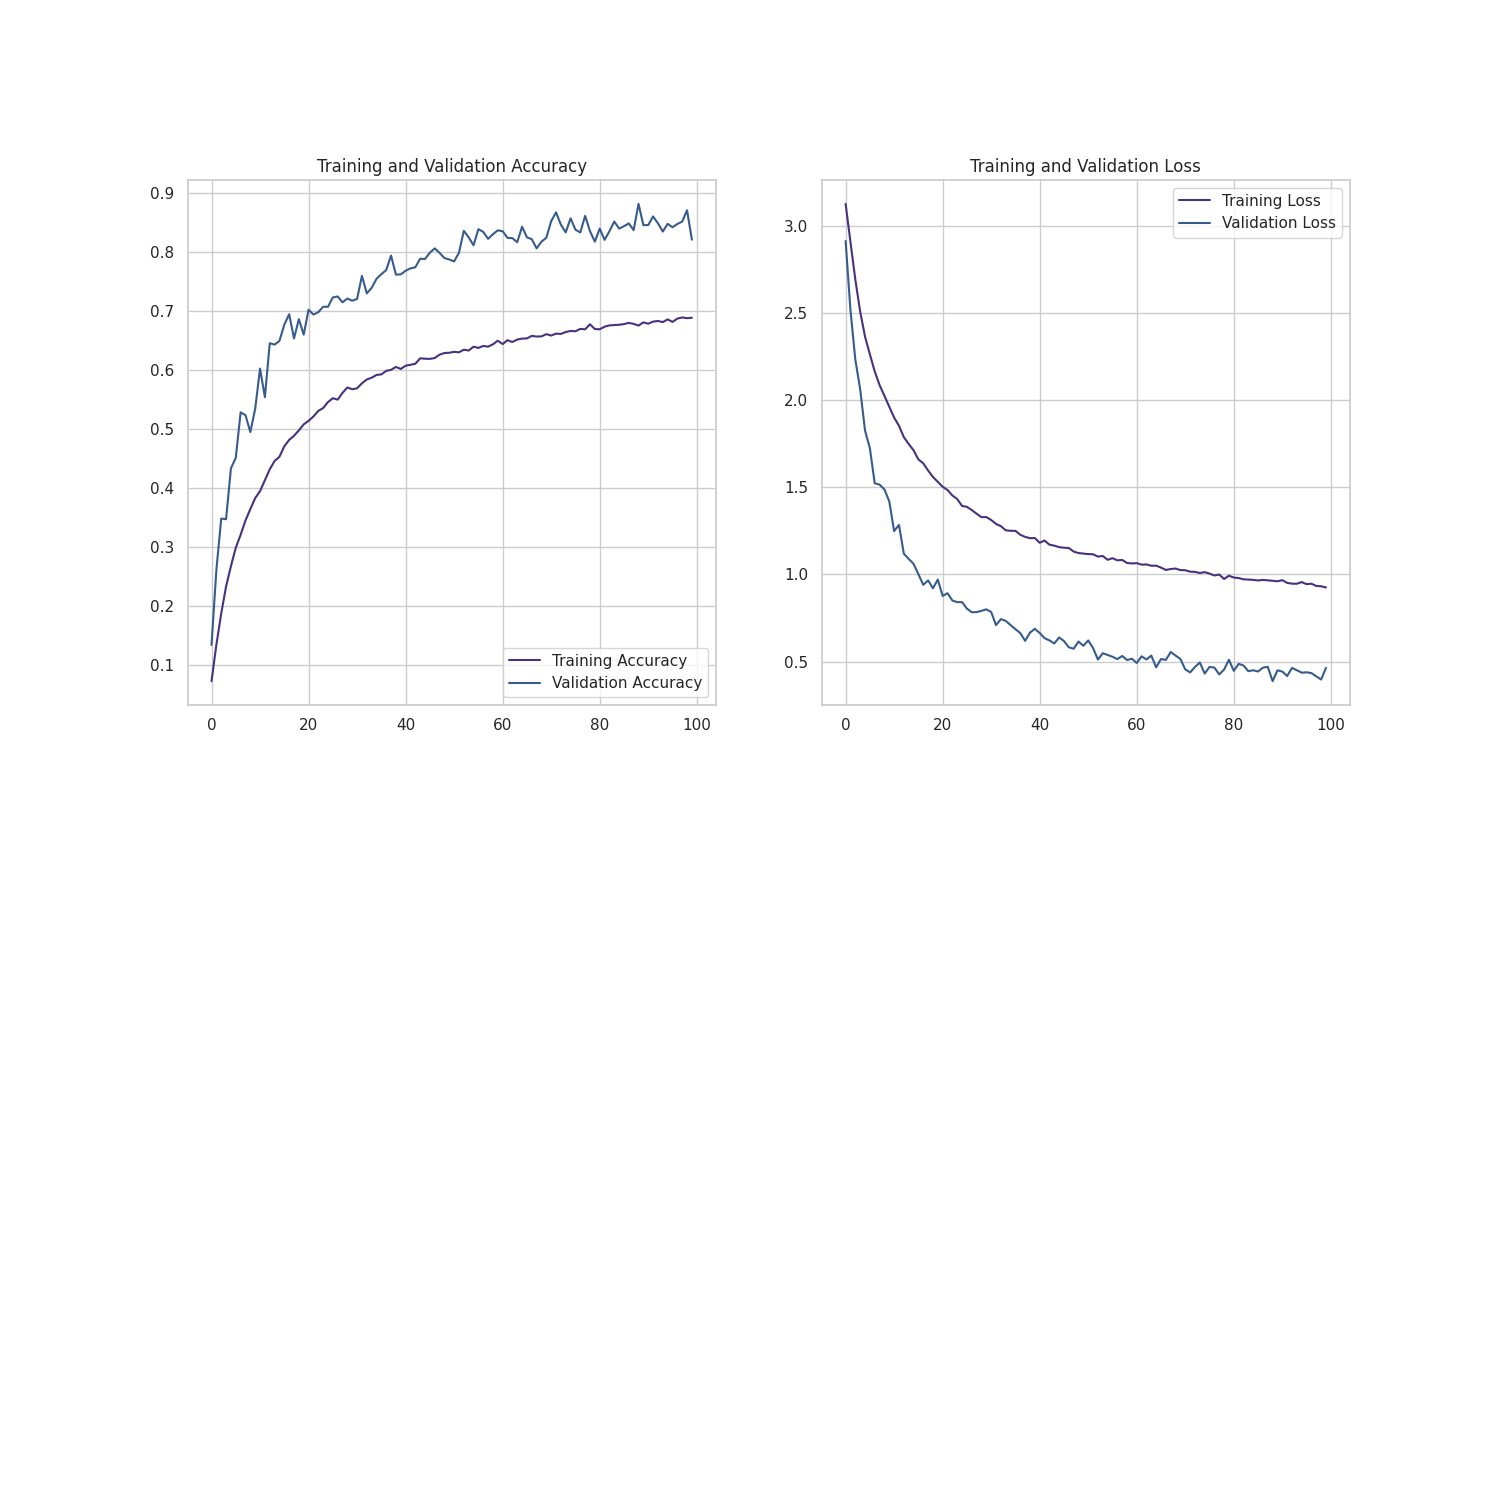 Training and Validation Accuracy
0.9
0.8
0.7
0.6
0.5
0.4
0.3
0.2
0.1
0 20 40 60 80 100
Training Accuracy
Validation Accuracy
Training and Validation Loss
3.0
2.5
2.0
1.5
1.0
0.5
0 20 40 60 80 100
Training Loss
Validation Loss